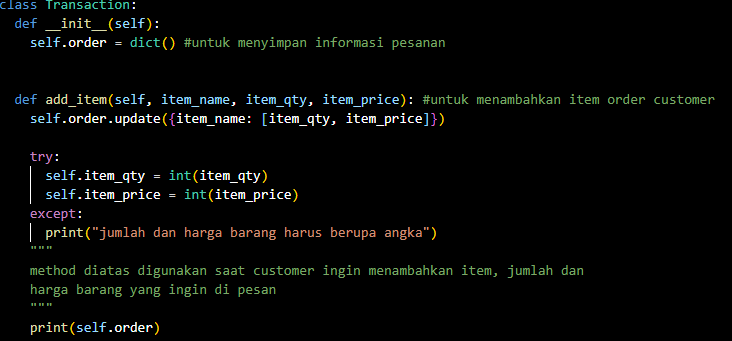 class Transaction:
def __init__(self):
self.order = dict() #untuk menyimpan informasi pesanan
def add_item(self, item_name, item_qty, item_price): #untuk menambahkan item order customer
self.order.update({item_name: [item_qty, item_price]})
try:
self.item_qty = int(item_qty)
self.item_price = int(item_price)
except:
print("jumlah dan harga barang harus berupa angka")
"""
method diatas digunakan saat customer ingin menambahkan item, jumlah dan
harga barang yang ingin di pesan
"""
print(self.order)